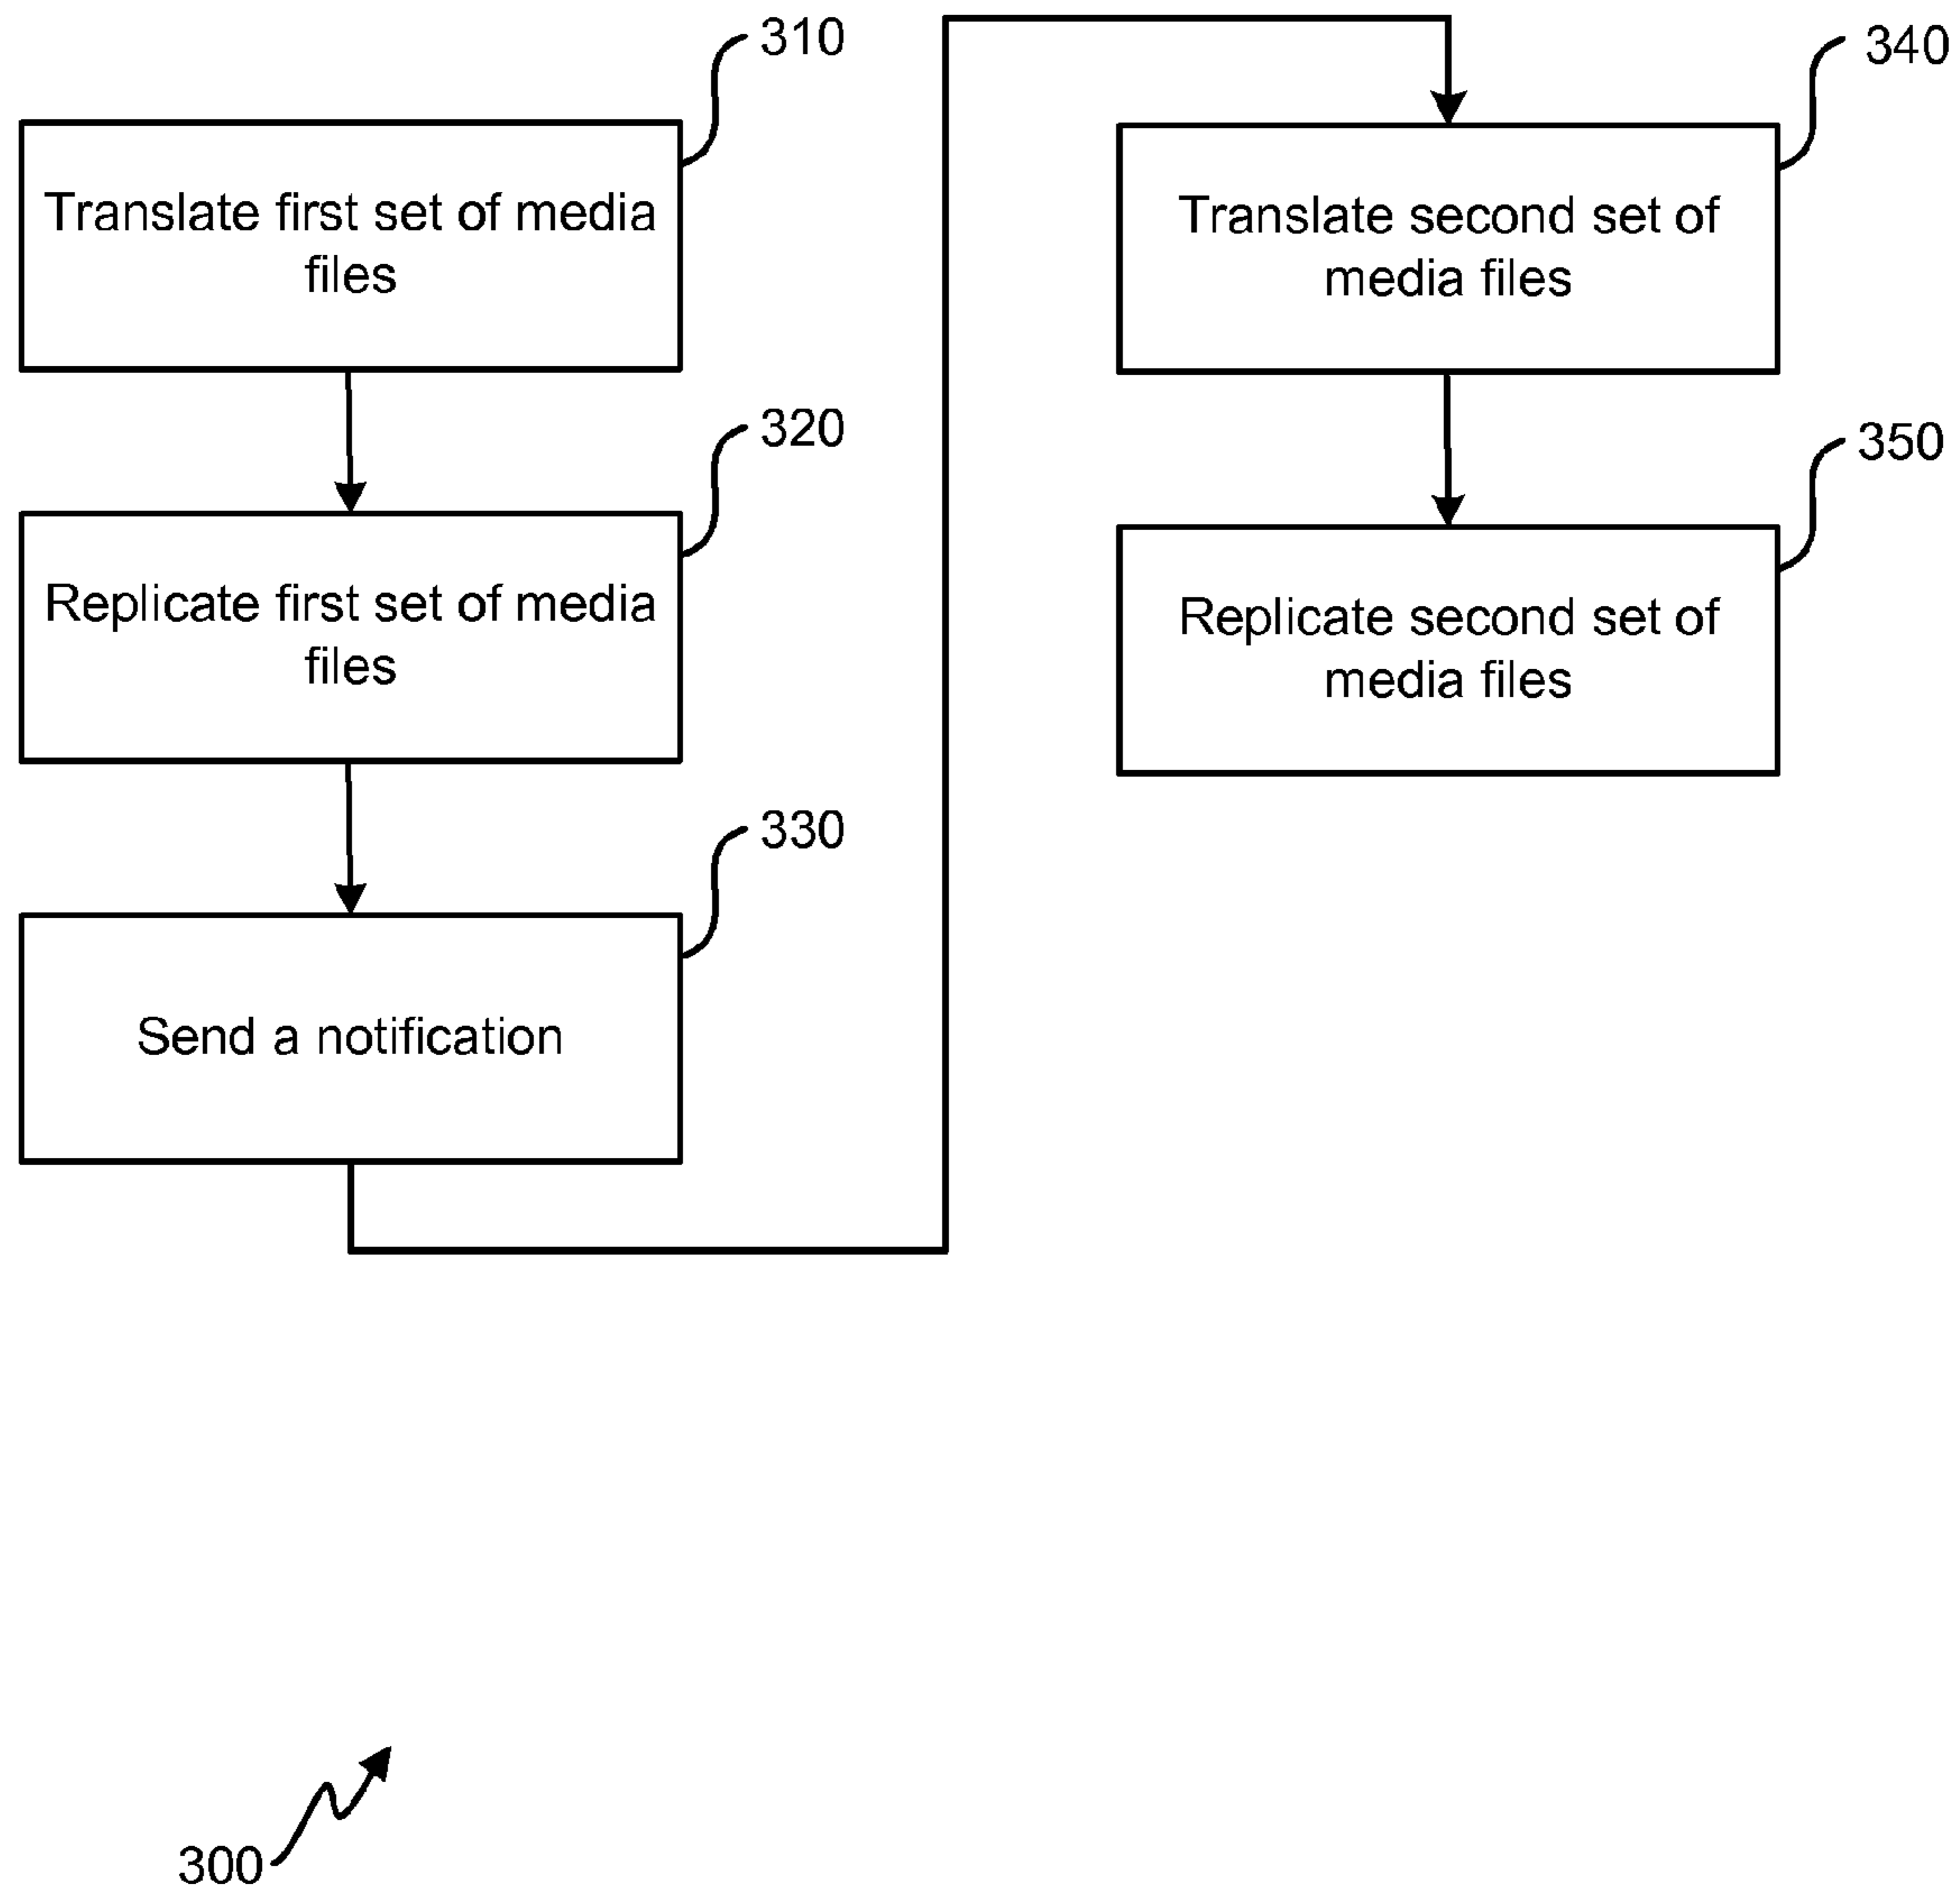 310
Translate first set of media
files
320
Replicate first set of media
files
330
Send a notification
340
Translate second set of
media files
350
Replicate second set of
media files
300